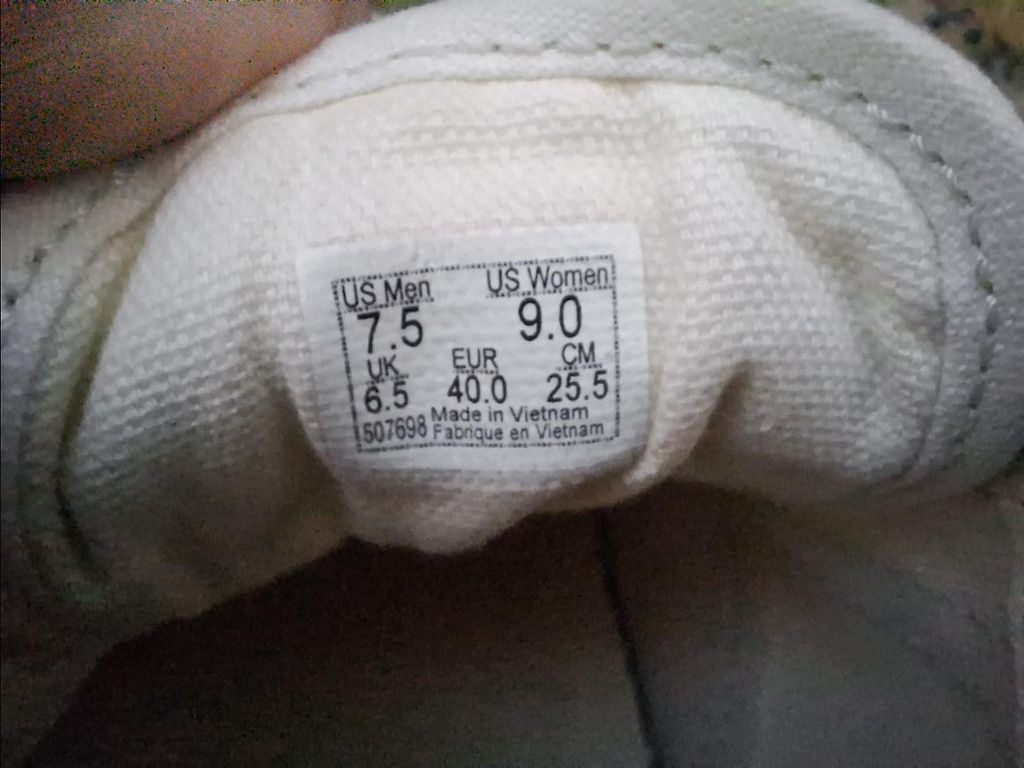 US Men US Women
7.5 9.0
UK EUR CM
6.5 40.0 25.5
Made in Vietnam
507698 Fabrique en Vietnam